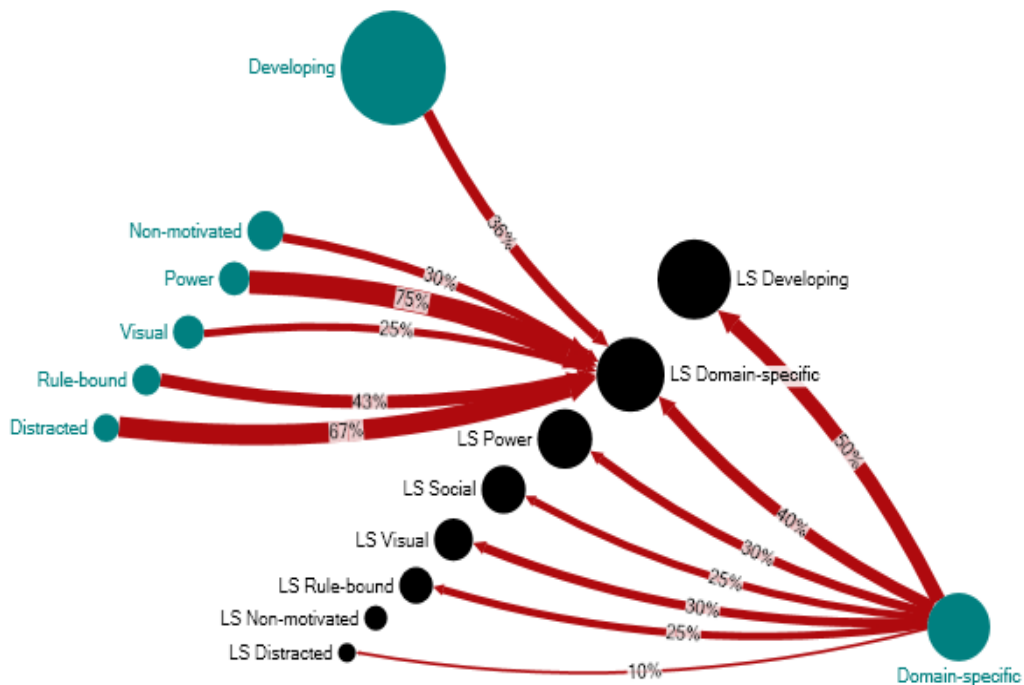 Developing
36%
Non-motivated
30%
Power
75%
LS Developing
Visual
25%
Rule-bound
LS Domain-specific
43%
Distracted
67%
LS Power
50%
LS Social
40%
LS Visual
30%
LS Rule-bound
25%
30%
LS Non-motivated
25%
LS Distracted
10%
Domain-specific